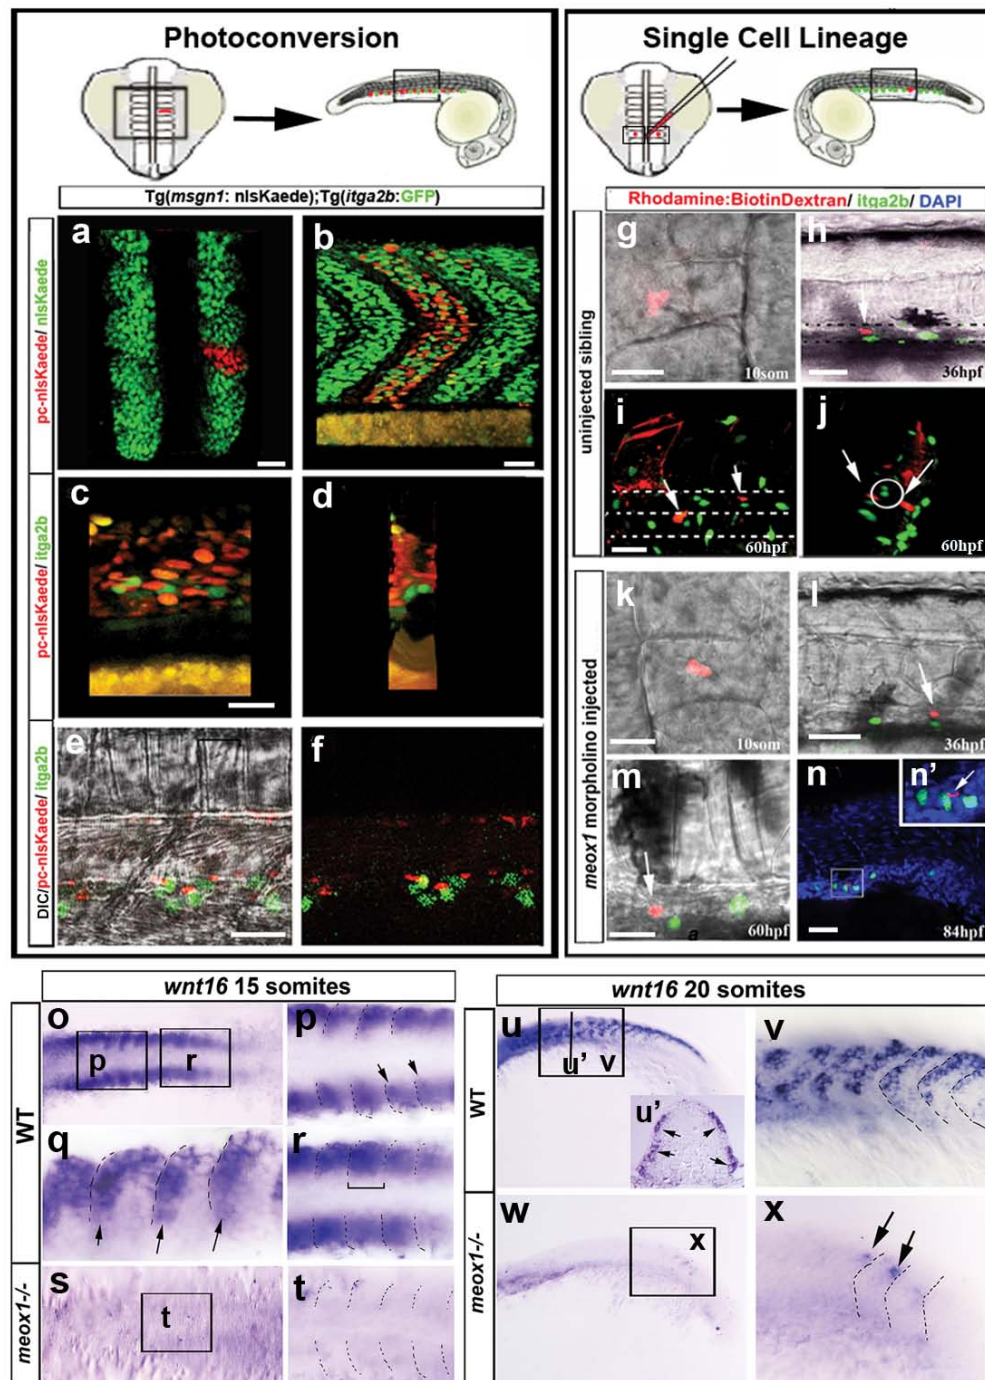 Photoconversion
Tg(msgn1: nlsKaede);Tg(itga2b:GFP)
pc-nlsKaede/ nlsKaede
a
b
pc-nlsKaede/ itga2b
c
d
DIC/pc-nlsKaede/ itga2b
e
f
Single Cell Lineage
Rhodamine:BiotinDextran/ itga2b/ DAPI
uninjected sibling
g
10som
h
36hpf
i
60hpf
j
60hpf
meox1 morpholino injected
k
10som
l
36hpf
m
a
60hpf
n
n'
84hpf
wnt16 15 somites
WT
o
p
r
p
q
r
meox1-/-
s
t
t
wnt16 20 somites
WT
u
u'
v
u'
v
meox1-/-
w
x
x